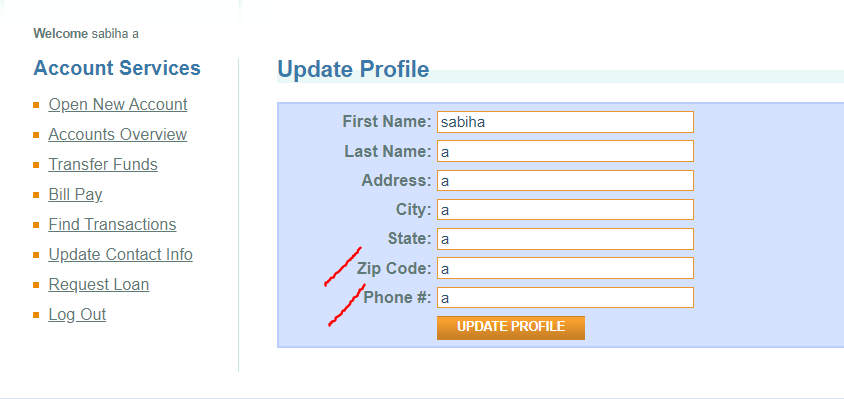 Welcome sabiha a
Account Services
Open New Account
Accounts Overview
Transfer Funds
Bill Pay
Find Transactions
Update Contact Info
Request Loan
Log Out
Update Profile
First Name: sabiha
Last Name: a
Address: a
City: a
State: a
Zip Code: a
Phone #: a
UPDATE PROFILE